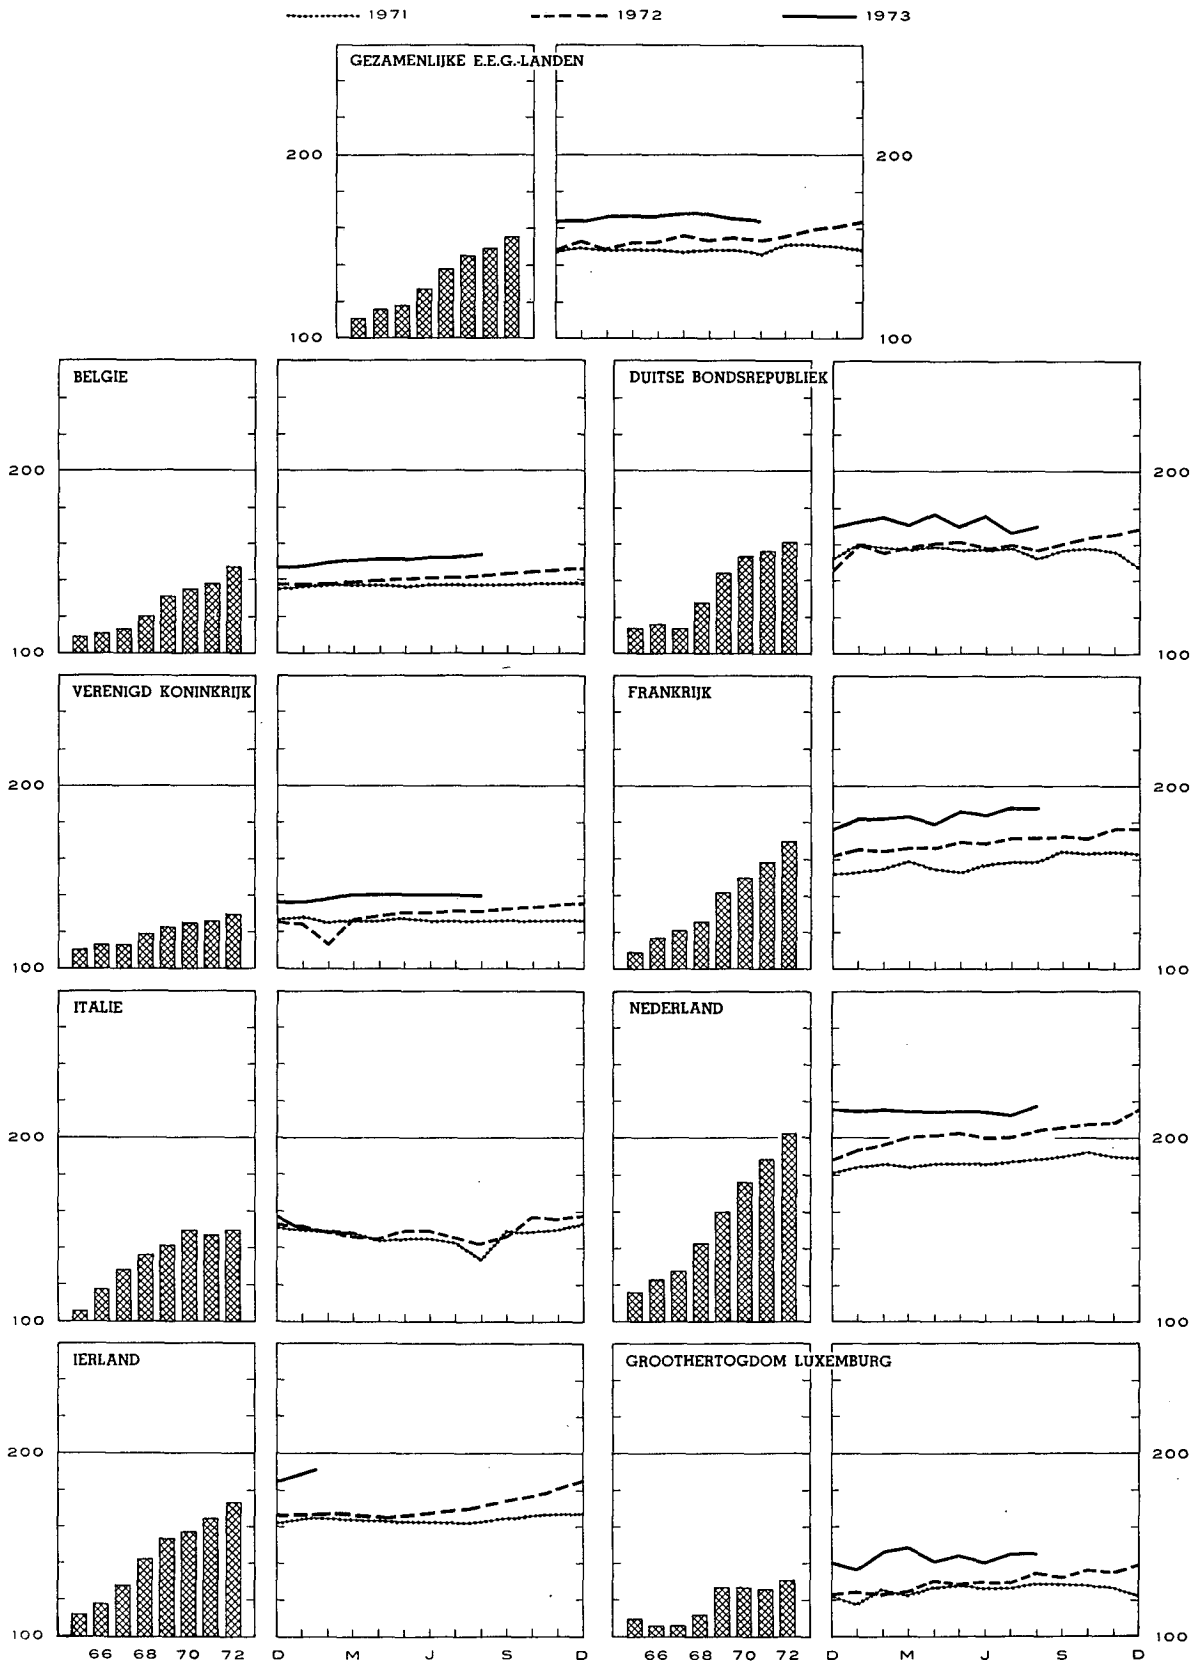 1971 1972 1973
GEZAMENLIJKE E.E.G.-LANDEN
200 200
100 100
BELGIE DUITSE BONDSREPUBLIEK
200 200
100 100
VERENIGD KONINKRIJK FRANKRIJK
200 200
100 100
ITALIE NEDERLAND
200 200
100 100
IERLAND GROOTHERTOGDOM LUXEMBURG
200 200
100 100
66 68 70 72 D M J S D 66 68 70 72 D M J S D